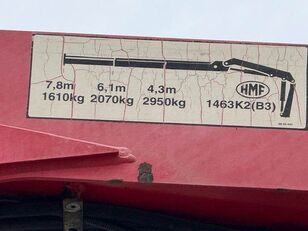 7,8m 6,1m 4,3m HMF
1610kg 2070kg 2950kg 1463K2(B3)